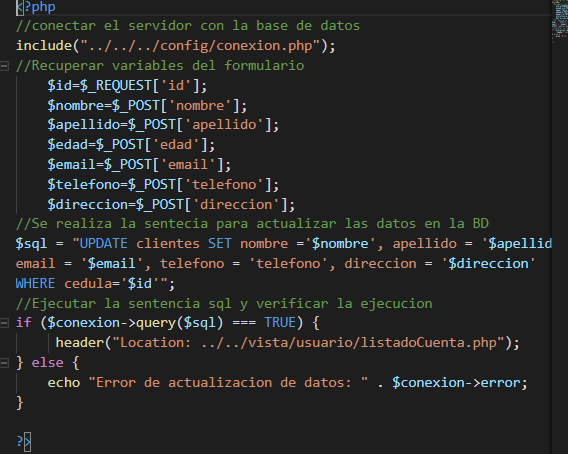 <?php
//conectar el servidor con la base de datos
include("../../../config/conexion.php");
//Recuperar variables del formulario
$id=$_REQUEST['id'];
$nombre=$_POST['nombre'];
$apellido=$_POST['apellido'];
$edad=$_POST['edad'];
$email=$_POST['email'];
$telefono=$_POST['telefono'];
$direccion=$_POST['direccion'];
//Se realiza la sentecia para actualizar las datos en la BD
$sql = "UPDATE clientes SET nombre ='$nombre', apellido = '$apellid
email = '$email', telefono = 'telefono', direccion = '$direccion'
WHERE cedula='$id'";
//Ejecutar la sentencia sql y verificar la ejecucion
if ($conexion->query($sql) === TRUE) {
header("Location: ../../vista/usuario/listadoCuenta.php");
} else {
echo "Error de actualizacion de datos: " . $conexion->error;
}
?>